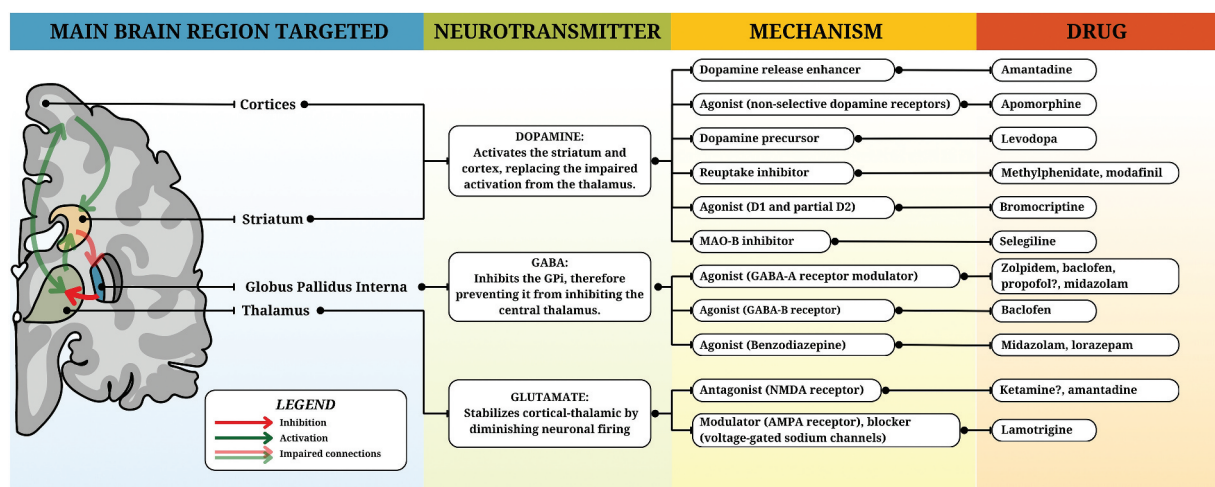 MAIN BRAIN REGION TARGETED
NEUROTRANSMITTER
MECHANISM
DRUG
Cortices
Striatum
Globus Pallidus Interna
Thalamus
LEGEND
Inhibition
Activation
Impaired connections
DOPAMINE:
Activates the striatum and
cortex, replacing the impaired
activation from the thalamus.
GABA:
Inhibits the GPi, therefore
preventing it from inhibiting the
central thalamus.
GLUTAMATE:
Stabilizes cortical-thalamic by
diminishing neuronal firing
Dopamine release enhancer
Amantadine
Agonist (non-selective dopamine receptors)
Apomorphine
Dopamine precursor
Levodopa
Reuptake inhibitor
Methylphenidate, modafinil
Agonist (D1 and partial D2)
Bromocriptine
MAO-B inhibitor
Selegiline
Agonist (GABA-A receptor modulator)
Zolpidem, baclofen,
propofol?, midazolam
Agonist (GABA-B receptor)
Baclofen
Agonist (Benzodiazepine)
Midazolam, lorazepam
Antagonist (NMDA receptor)
Ketamine?, amantadine
Modulator (AMPA receptor), blocker
(voltage-gated sodium channels)
Lamotrigine